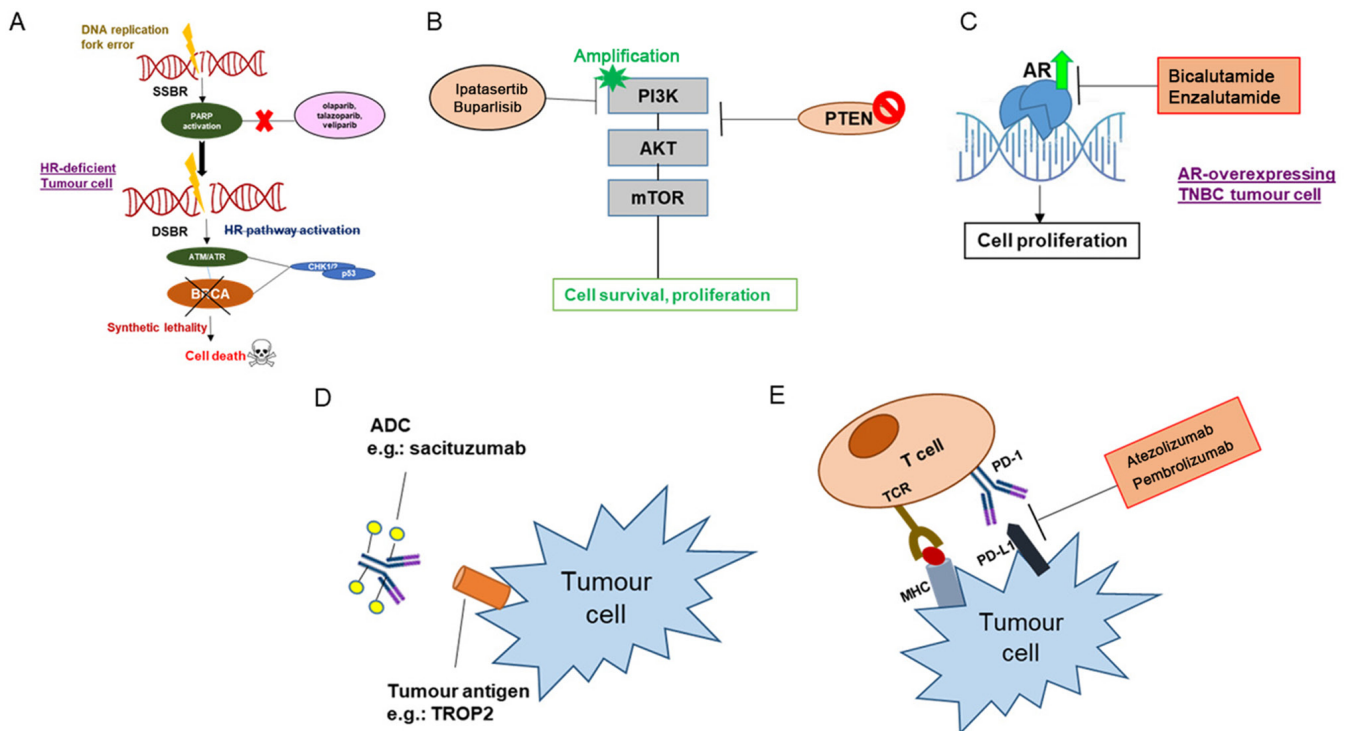 A
DNA replication
fork error
SSBR
PARP
activation
olaparib,
talazoparib,
veliparib
HR-deficient
Tumour cell
DSBR
HR pathway activation
ATM/ATR
CHK1/2
p53
BRCA
Synthetic lethality
Cell death
B
Amplification
Ipatasertib
Buparlisib
PI3K
PTEN
AKT
mTOR
Cell survival, proliferation
C
AR
Bicalutamide
Enzalutamide
AR-overexpressing
TNBC tumour cell
Cell proliferation
D
ADC
e.g.: sacituzumab
Tumour
cell
Tumour antigen
e.g.: TROP2
E
T cell
TCR
PD-1
Atezolizumab
Pembrolizumab
PD-L1
MHC
Tumour
cell